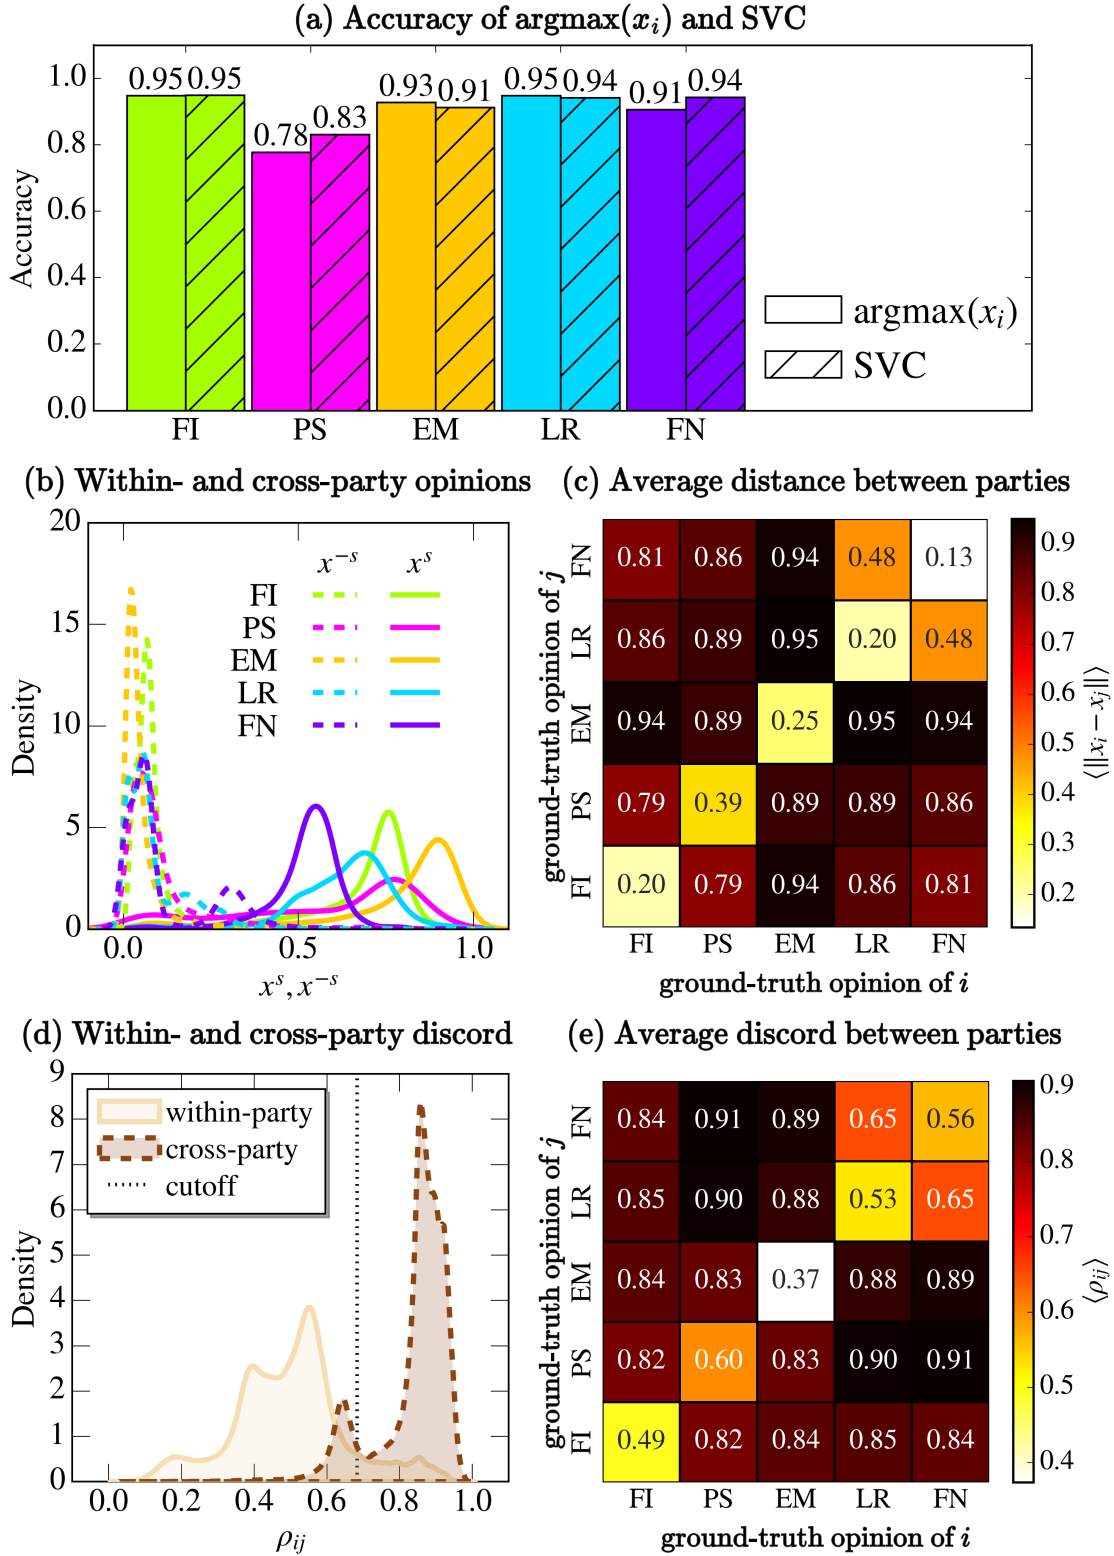 (a) Accuracy of argmax(x_i) and SVC
1.0
0.8
0.6
0.4
0.2
0.0
Accuracy
0.95 0.95
0.78 0.83
0.93 0.91
0.95 0.94
0.91 0.94
argmax(x_i)
SVC
FI PS EM LR FN
(b) Within- and cross-party opinions
20
15
10
5
0
Density
x^{-s} x^s
FI
PS
EM
LR
FN
0.0 0.5 1.0
x^s, x^{-s}
(c) Average distance between parties
ground-truth opinion of j
FN 0.81 0.86 0.94 0.48 0.13
LR 0.86 0.89 0.95 0.20 0.48
EM 0.94 0.89 0.25 0.95 0.94
PS 0.79 0.39 0.89 0.89 0.86
FI 0.20 0.79 0.94 0.86 0.81
FI PS EM LR FN
ground-truth opinion of i
0.9
0.8
0.7
0.6
0.5
0.4
0.3
0.2
⟨‖x_i − x_j‖⟩
(d) Within- and cross-party discord
9
8
7
6
5
4
3
2
1
0
Density
within-party
cross-party
cutoff
0.0 0.2 0.4 0.6 0.8 1.0
ρ_{ij}
(e) Average discord between parties
ground-truth opinion of j
FN 0.84 0.91 0.89 0.65 0.56
LR 0.85 0.90 0.88 0.53 0.65
EM 0.84 0.83 0.37 0.88 0.89
PS 0.82 0.60 0.83 0.90 0.91
FI 0.49 0.82 0.84 0.85 0.84
FI PS EM LR FN
ground-truth opinion of i
0.9
0.8
0.7
0.6
0.5
0.4
⟨ρ_{ij}⟩